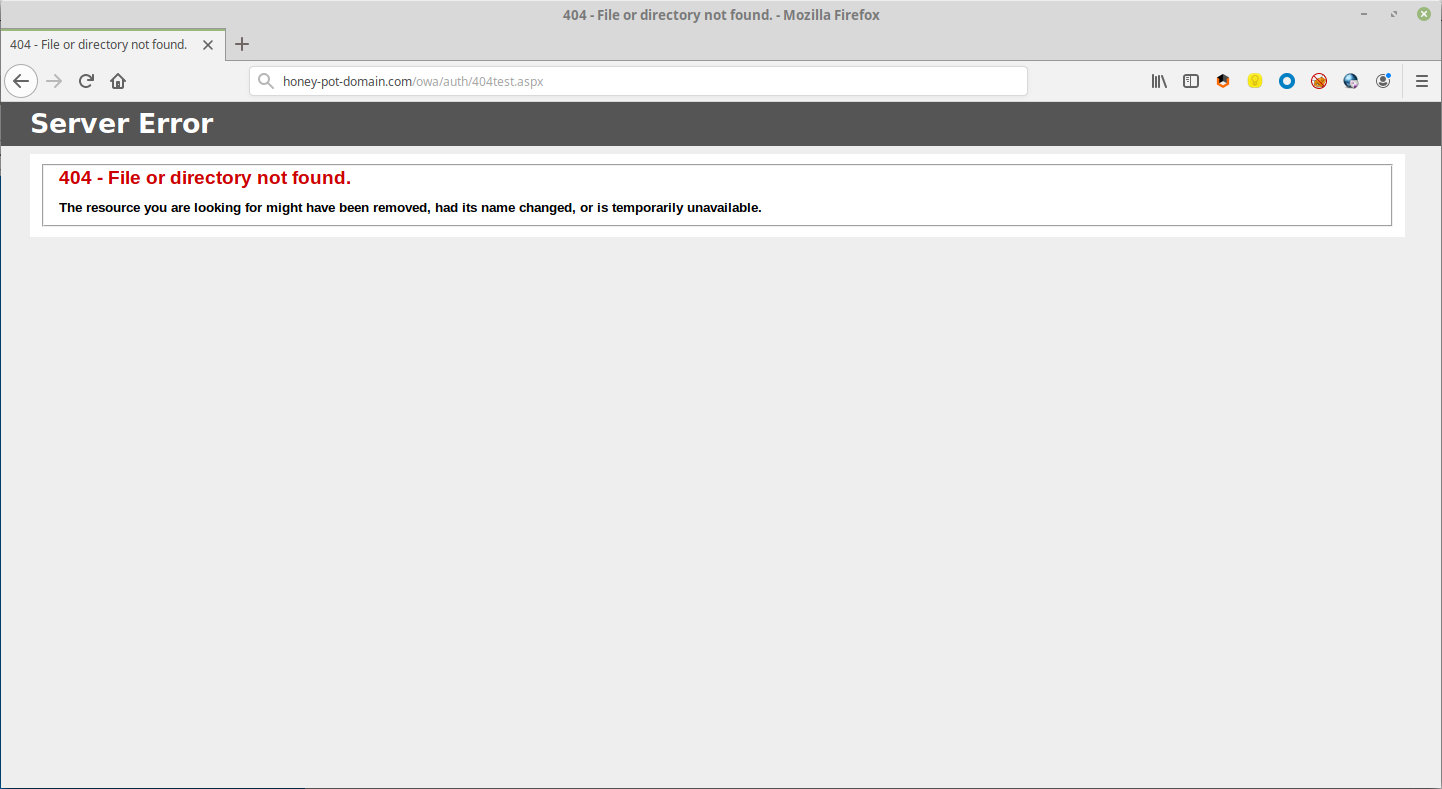 404 - File or directory not found. - Mozilla Firefox
404 - File or directory not found.
honey-pot-domain.com/owa/auth/404test.aspx
Server Error
404 - File or directory not found.
The resource you are looking for might have been removed, had its name changed, or is temporarily unavailable.